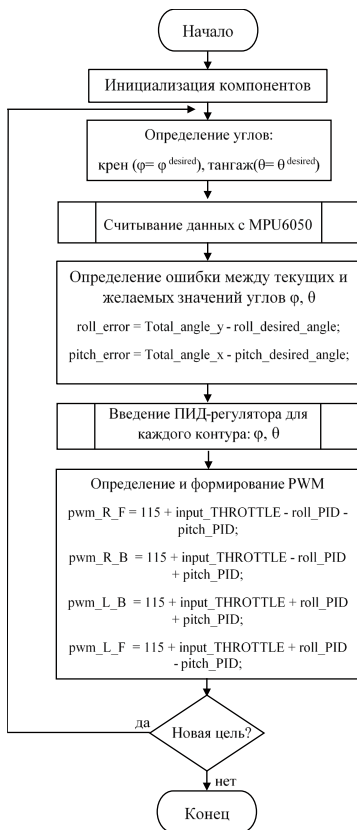 Начало
Инициализация компонентов
Определение углов:
крен (φ= φ desired), тангаж(θ= θ desired)
Считывание данных с MPU6050
Определение ошибки между текущих и
желаемых значений углов φ, θ
roll_error = Total_angle_y - roll_desired_angle;
pitch_error = Total_angle_x - pitch_desired_angle;
Введение ПИД-регулятора для
каждого контура: φ, θ
Определение и формирование PWM
pwm_R_F = 115 + input_THROTTLE - roll_PID -
pitch_PID;
pwm_R_B = 115 + input_THROTTLE - roll_PID
+ pitch_PID;
pwm_L_B = 115 + input_THROTTLE + roll_PID
+ pitch_PID;
pwm_L_F = 115 + input_THROTTLE + roll_PID
- pitch_PID;
да
Новая цель?
нет
Конец